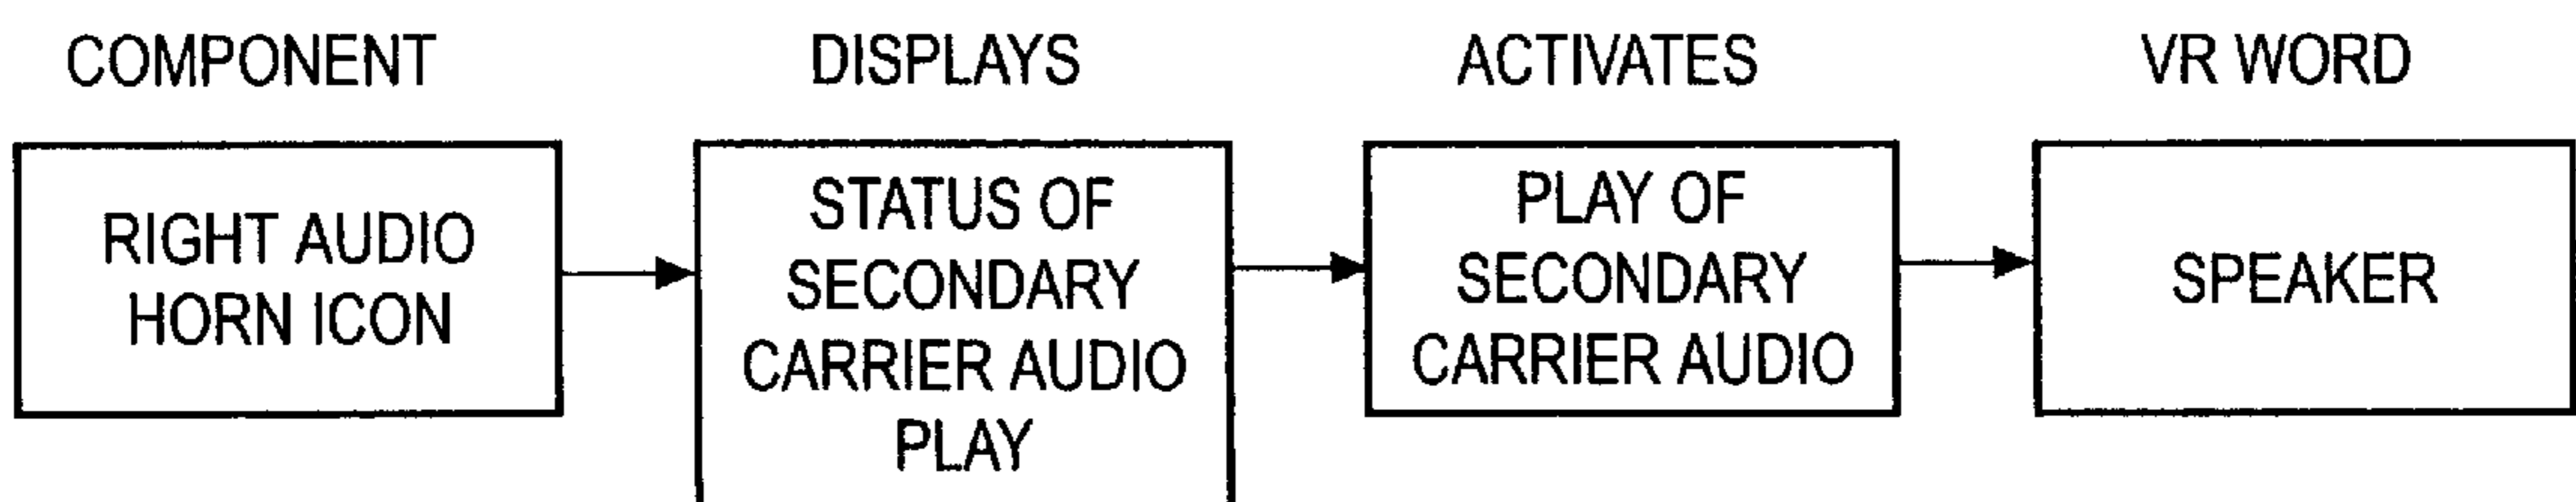 COMPONENT
DISPLAYS
ACTIVATES
VR WORD
RIGHT AUDIO
HORN ICON
STATUS OF
SECONDARY
CARRIER AUDIO
PLAY
PLAY OF
SECONDARY
CARRIER AUDIO
SPEAKER